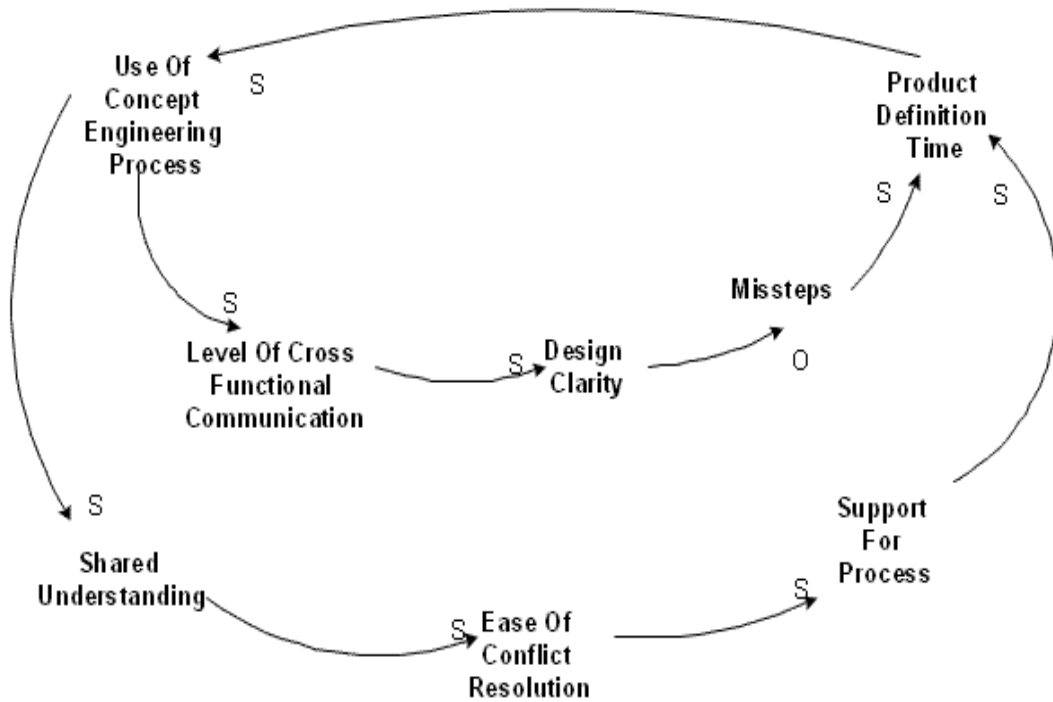 Use Of
Concept
Engineering
Process
S
Product
Definition
Time
S
S
Missteps
S
Level Of Cross
Functional
Communication
S
Design
Clarity
O
S
Shared
Understanding
Support
For
Process
S
S
Ease Of
Conflict
Resolution